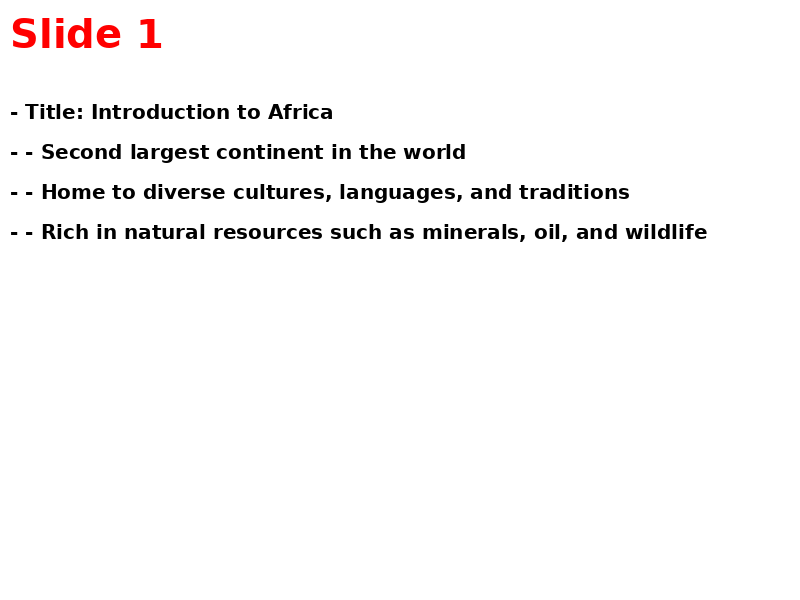 Slide 1
- Title: Introduction to Africa
- - Second largest continent in the world
- - Home to diverse cultures, languages, and traditions
- - Rich in natural resources such as minerals, oil, and wildlife